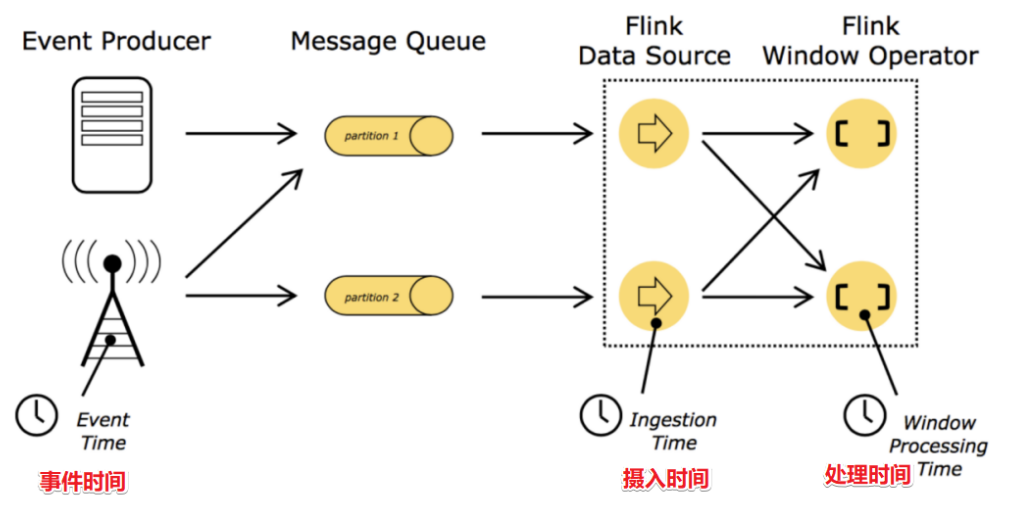 Event Producer
Message Queue
Flink
Data Source
Flink
Window Operator
partition 1
partition 2
Event
Time
事件时间
Ingestion
Time
摄入时间
Window
Processing
Time
处理时间